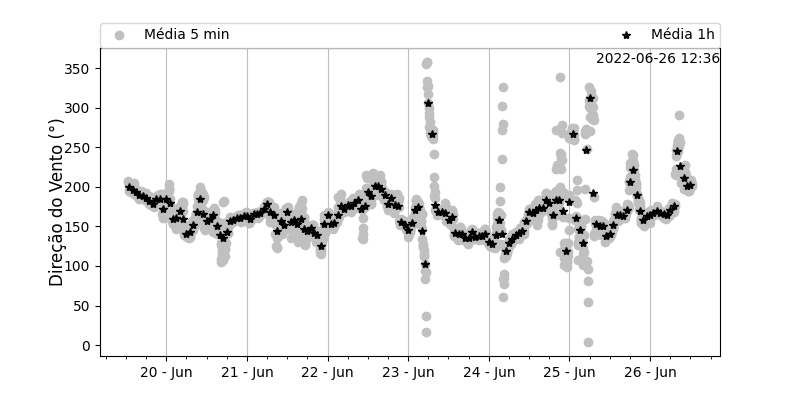 Média 5 min
Média 1h
2022-06-26 12:36
Direção do Vento (°)
350
300
250
200
150
100
50
0
20 - Jun
21 - Jun
22 - Jun
23 - Jun
24 - Jun
25 - Jun
26 - Jun